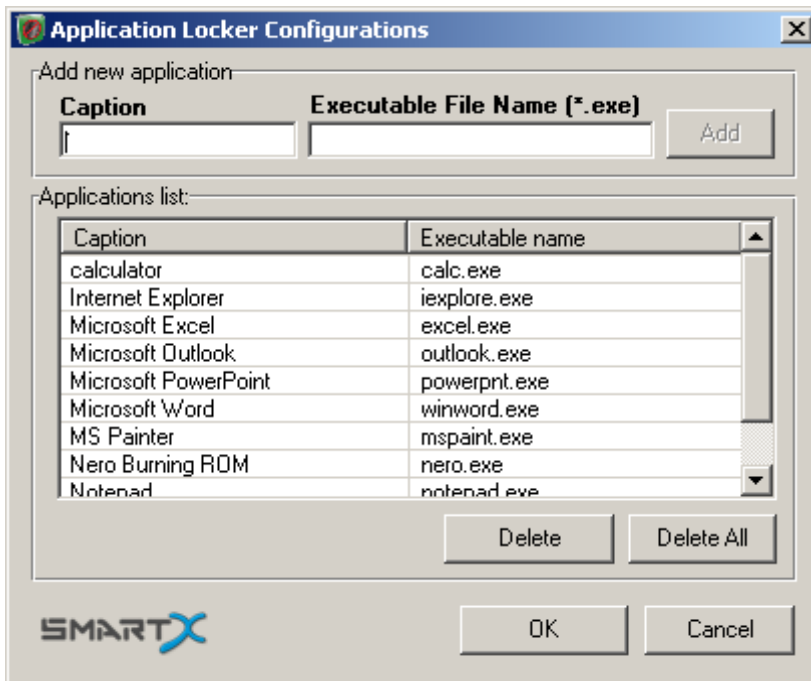 Application Locker Configurations
Add new application
Caption Executable File Name (*.exe)
Add
Applications list:
Caption Executable name
calculator calc.exe
Internet Explorer iexplore.exe
Microsoft Excel excel.exe
Microsoft Outlook outlook.exe
Microsoft PowerPoint powerpnt.exe
Microsoft Word winword.exe
MS Painter mspaint.exe
Nero Burning ROM nero.exe
Notepad notepad.exe
Delete Delete All
SMARTX OK Cancel